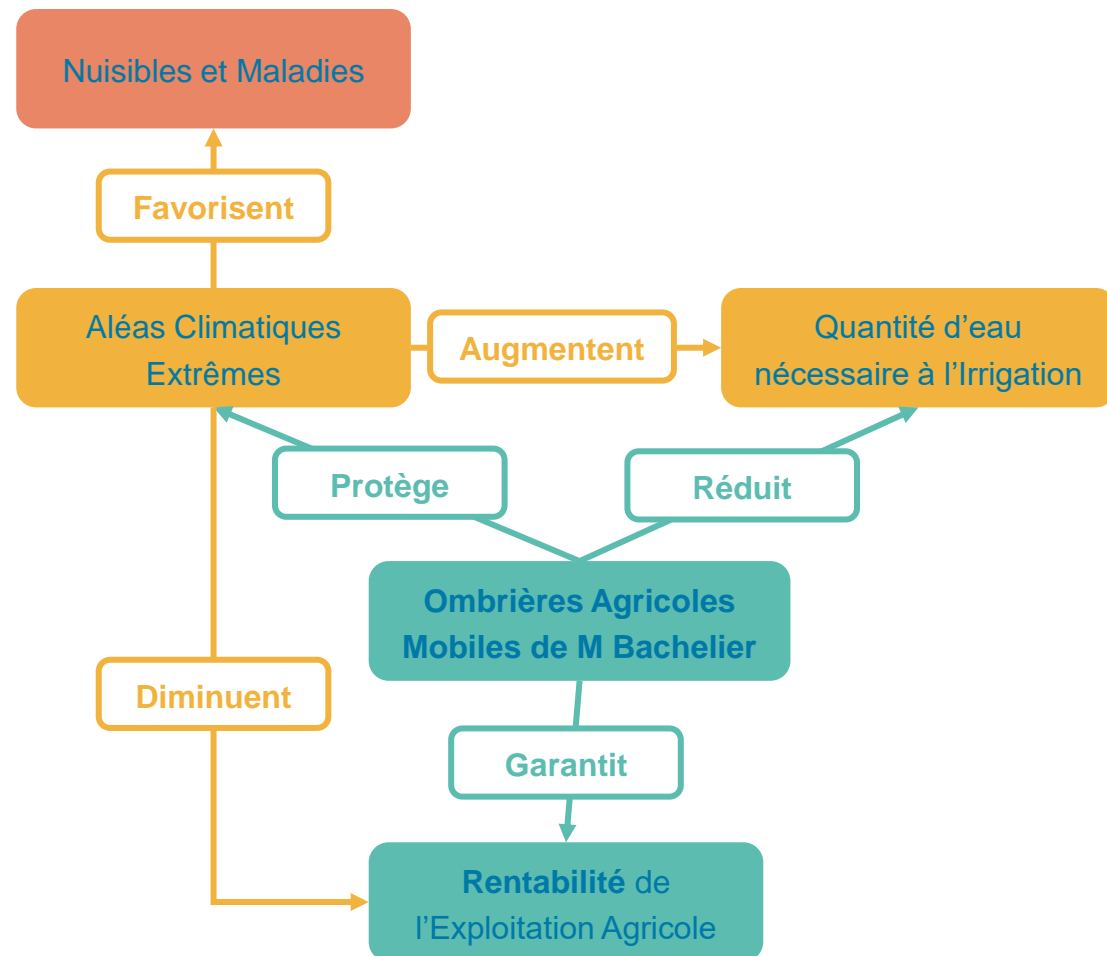 Nuisibles et Maladies
Favorisent
Aléas Climatiques
Extrêmes
Augmentent
Quantité d’eau
nécessaire à l’Irrigation
Protège
Réduit
Ombrières Agricoles
Mobiles de M Bachelier
Diminuent
Garantit
Rentabilité de
l’Exploitation Agricole